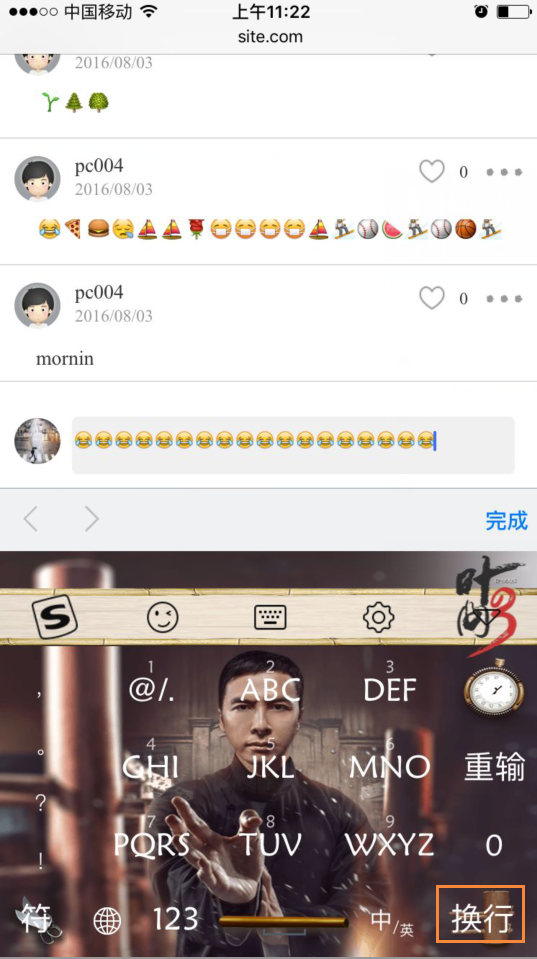 中国移动 上午11:22
site.com
2016/08/03
pc004 0
2016/08/03
pc004 0
2016/08/03
mornin
完成
S 叶问3
, 1 @/. 2 ABC 3 DEF
。 4 GHI 5 JKL 6 MNO 重输
? 7 PQRS 8 TUV 9 WXYZ 0
!
符 123 中/英 换行